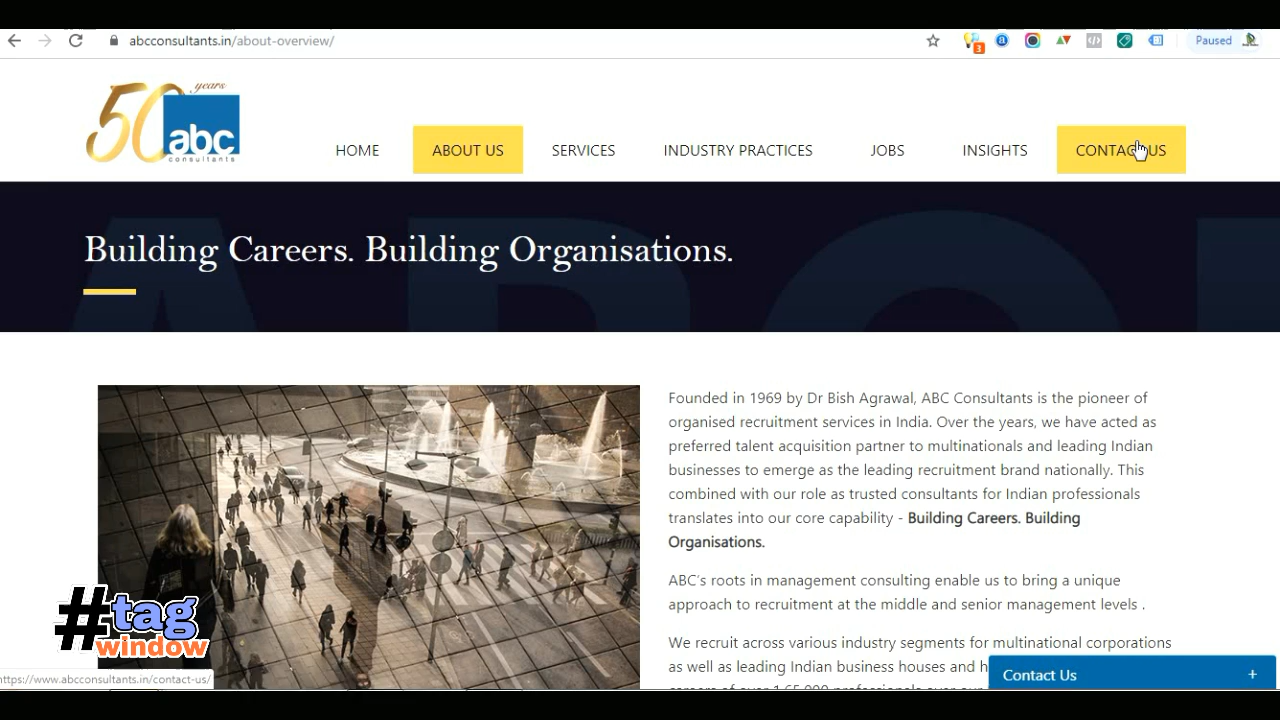 abcconsultants.in/about-overview/
3
a
Paused
50 years
abc
consultants
HOME
ABOUT US
SERVICES
INDUSTRY PRACTICES
JOBS
INSIGHTS
CONTACT US
Building Careers. Building Organisations.
Founded in 1969 by Dr Bish Agrawal, ABC Consultants is the pioneer of
organised recruitment services in India. Over the years, we have acted as
preferred talent acquisition partner to multinationals and leading Indian
businesses to emerge as the leading recruitment brand nationally. This
combined with our role as trusted consultants for Indian professionals
translates into our core capability - Building Careers. Building
Organisations.
ABC's roots in management consulting enable us to bring a unique
approach to recruitment at the middle and senior management levels .
We recruit across various industry segments for multinational corporations
as well as leading Indian business houses and
#tag
window
https://www.abcconsultants.in/contact-us/
Contact Us +